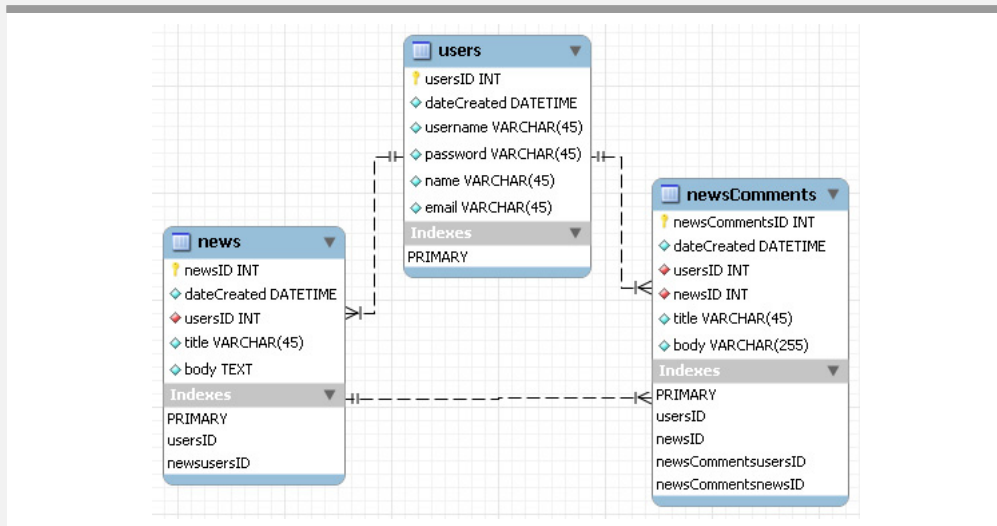 users
usersID INT
dateCreated DATETIME
username VARCHAR(45)
password VARCHAR(45)
name VARCHAR(45)
email VARCHAR(45)
Indexes
PRIMARY
news
newsID INT
dateCreated DATETIME
usersID INT
title VARCHAR(45)
body TEXT
Indexes
PRIMARY
usersID
newsusersID
newsComments
newsCommentsID INT
dateCreated DATETIME
usersID INT
newsID INT
title VARCHAR(45)
body VARCHAR(255)
Indexes
PRIMARY
usersID
newsID
newsCommentsusersID
newsCommentsnewsID